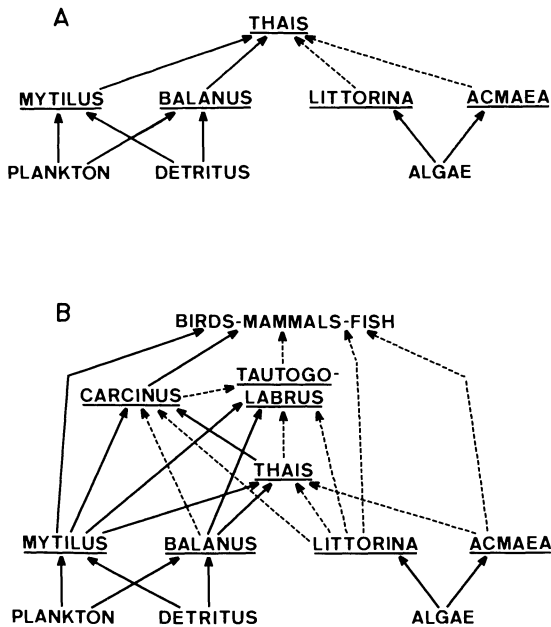 A
THAIS
MYTILUS BALANUS LITTORINA ACMAEA
PLANKTON DETRITUS ALGAE
B
BIRDS-MAMMALS-FISH
TAUTOGO-
CARCINUS LABRUS
THAIS
MYTILUS BALANUS LITTORINA ACMAEA
PLANKTON DETRITUS ALGAE